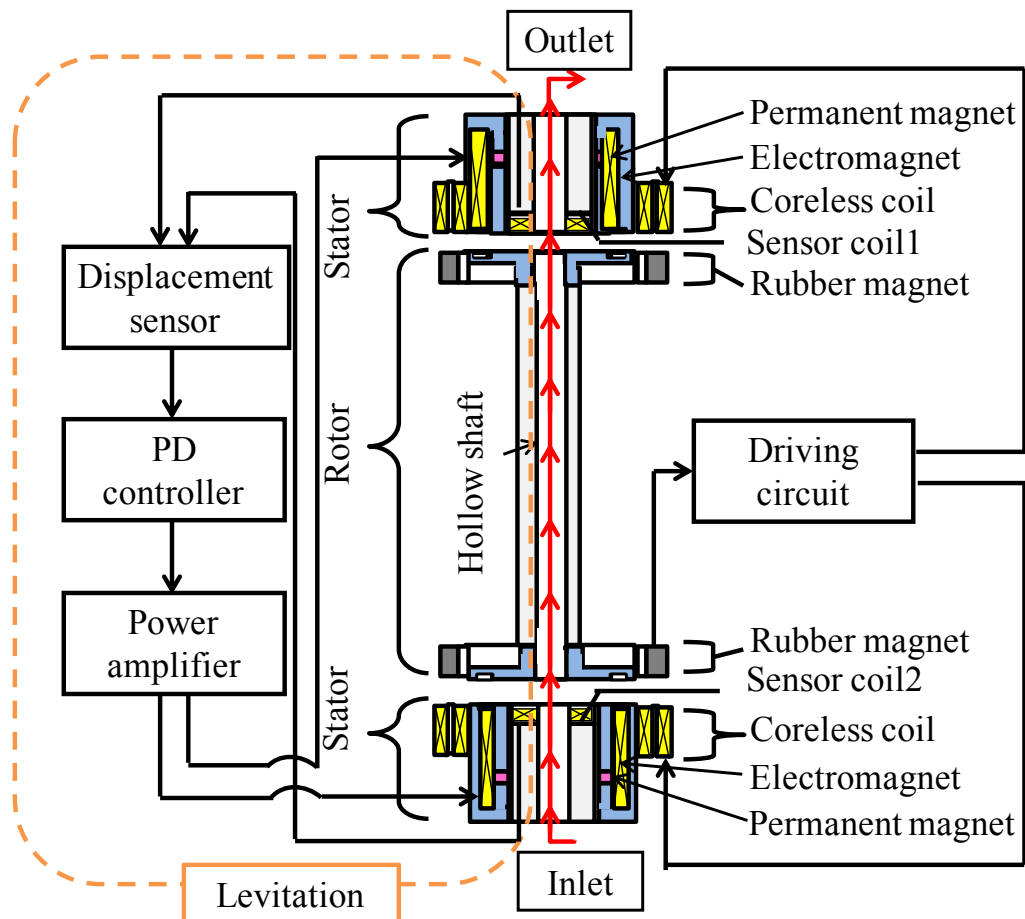 Outlet
Permanent magnet
Electromagnet
Coreless coil
Sensor coil1
Rubber magnet
Stator
Displacement
sensor
Rotor
Hollow shaft
PD
controller
Driving
circuit
Power
amplifier
Rubber magnet
Sensor coil2
Stator
Coreless coil
Electromagnet
Permanent magnet
Levitation
Inlet